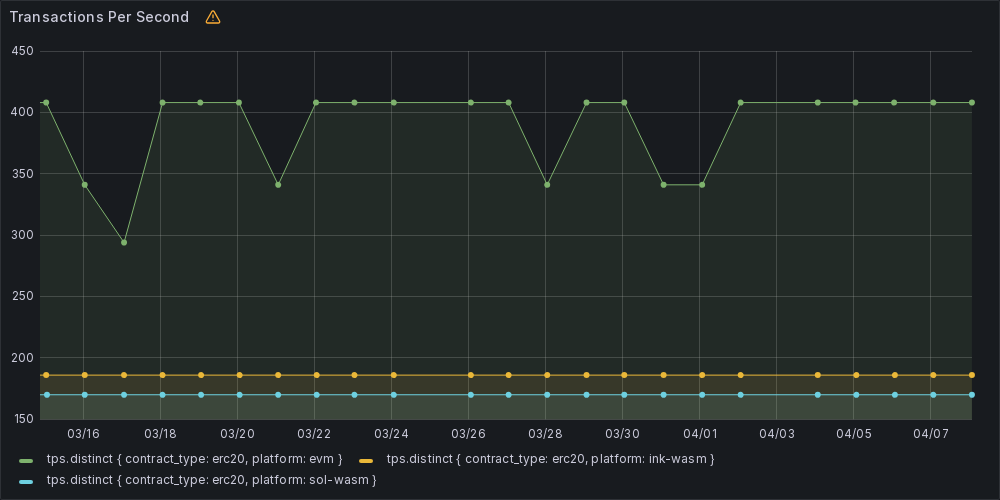 Transactions Per Second
450
400
350
300
250
200
150
03/16 03/18 03/20 03/22 03/24 03/26 03/28 03/30 04/01 04/03 04/05 04/07
tps.distinct { contract_type: erc20, platform: evm } tps.distinct { contract_type: erc20, platform: ink-wasm }
tps.distinct { contract_type: erc20, platform: sol-wasm }